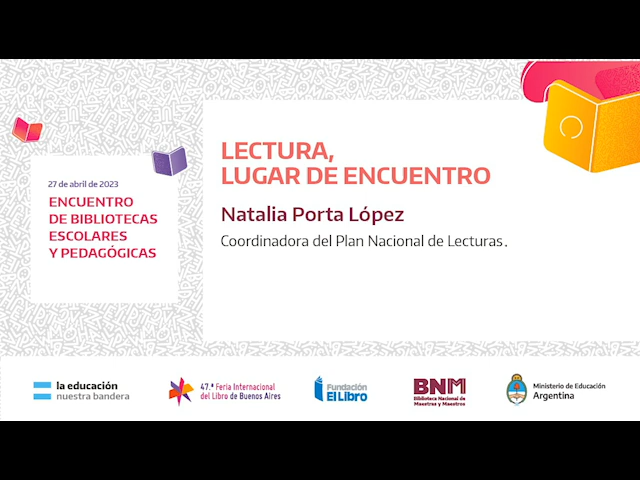 27 de abril de 2023
ENCUENTRO
DE BIBLIOTECAS
ESCOLARES
Y PEDAGÓGICAS
LECTURA,
LUGAR DE ENCUENTRO
Natalia Porta López
Coordinadora del Plan Nacional de Lecturas.
la educación
nuestra bandera
47.ª Feria Internacional
del Libro de Buenos Aires
Fundación
El Libro
BNM
Biblioteca Nacional de
Maestras y Maestros
Ministerio de Educación
Argentina